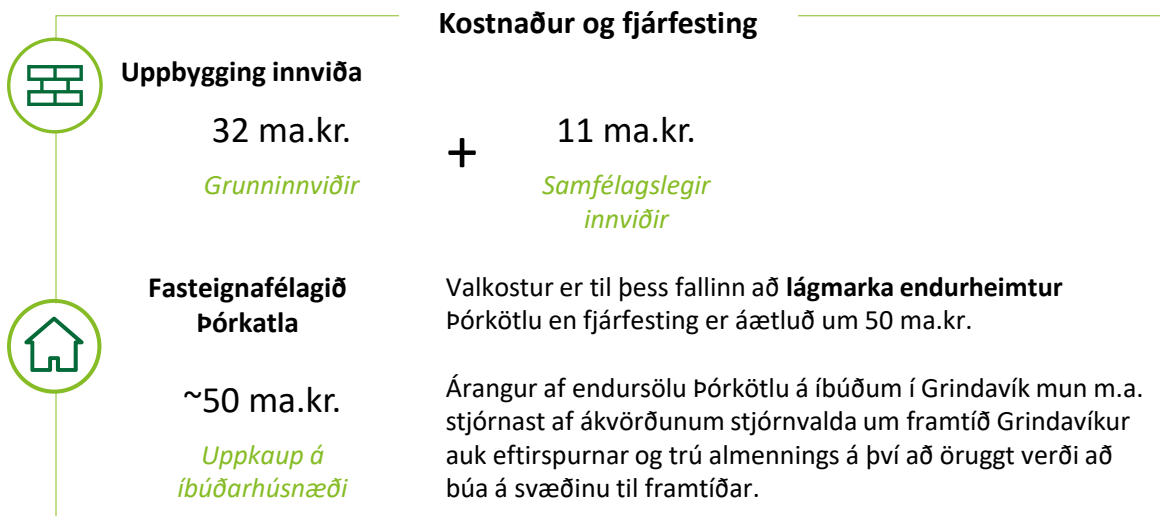 Kostnaður og fjárfesting
Uppbygging innviða
32 ma.kr.
Grunninnviðir
+
11 ma.kr.
Samfélagslegir
innviðir
Fasteignafélagið
Þórkatla
~50 ma.kr.
Uppkaup á
íbúðarhúsnæði
Valkostur er til þess fallinn að lágmarka endurheimtur
Þórkötlu en fjárfesting er áætluð um 50 ma.kr.
Árangur af endursölu Þórkötlu á íbúðum í Grindavík mun m.a.
stjórnast af ákvörðunum stjórnvalda um framtíð Grindavíkur
auk eftirspurnar og trú almennings á því að öruggt verði að
búa á svæðinu til framtíðar.